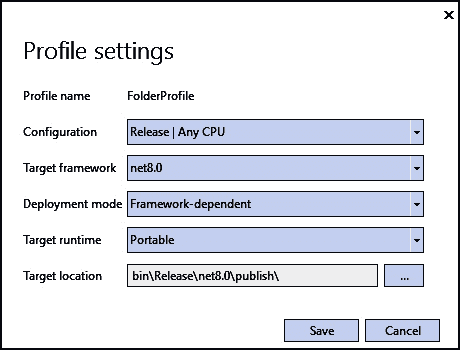 Profile settings
Profile name FolderProfile
Configuration Release | Any CPU
Target framework net8.0
Deployment mode Framework-dependent
Target runtime Portable
Target location bin\Release\net8.0\publish\ ...
Save Cancel